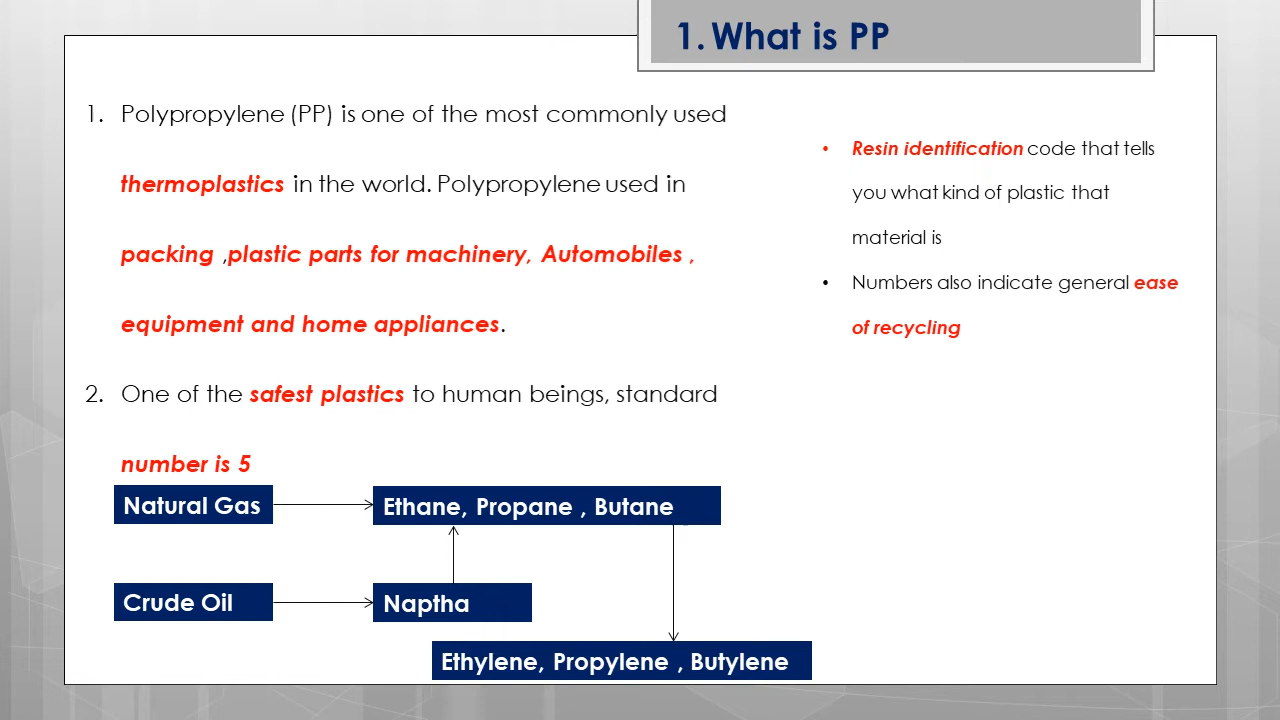 1. What is PP
1. Polypropylene (PP) is one of the most commonly used
thermoplastics in the world. Polypropylene used in
packing ,plastic parts for machinery, Automobiles ,
equipment and home appliances.
2. One of the safest plastics to human beings, standard
number is 5
• Resin identification code that tells
you what kind of plastic that
material is
• Numbers also indicate general ease
of recycling
Natural Gas
Ethane, Propane , Butane
Crude Oil
Naptha
Ethylene, Propylene , Butylene